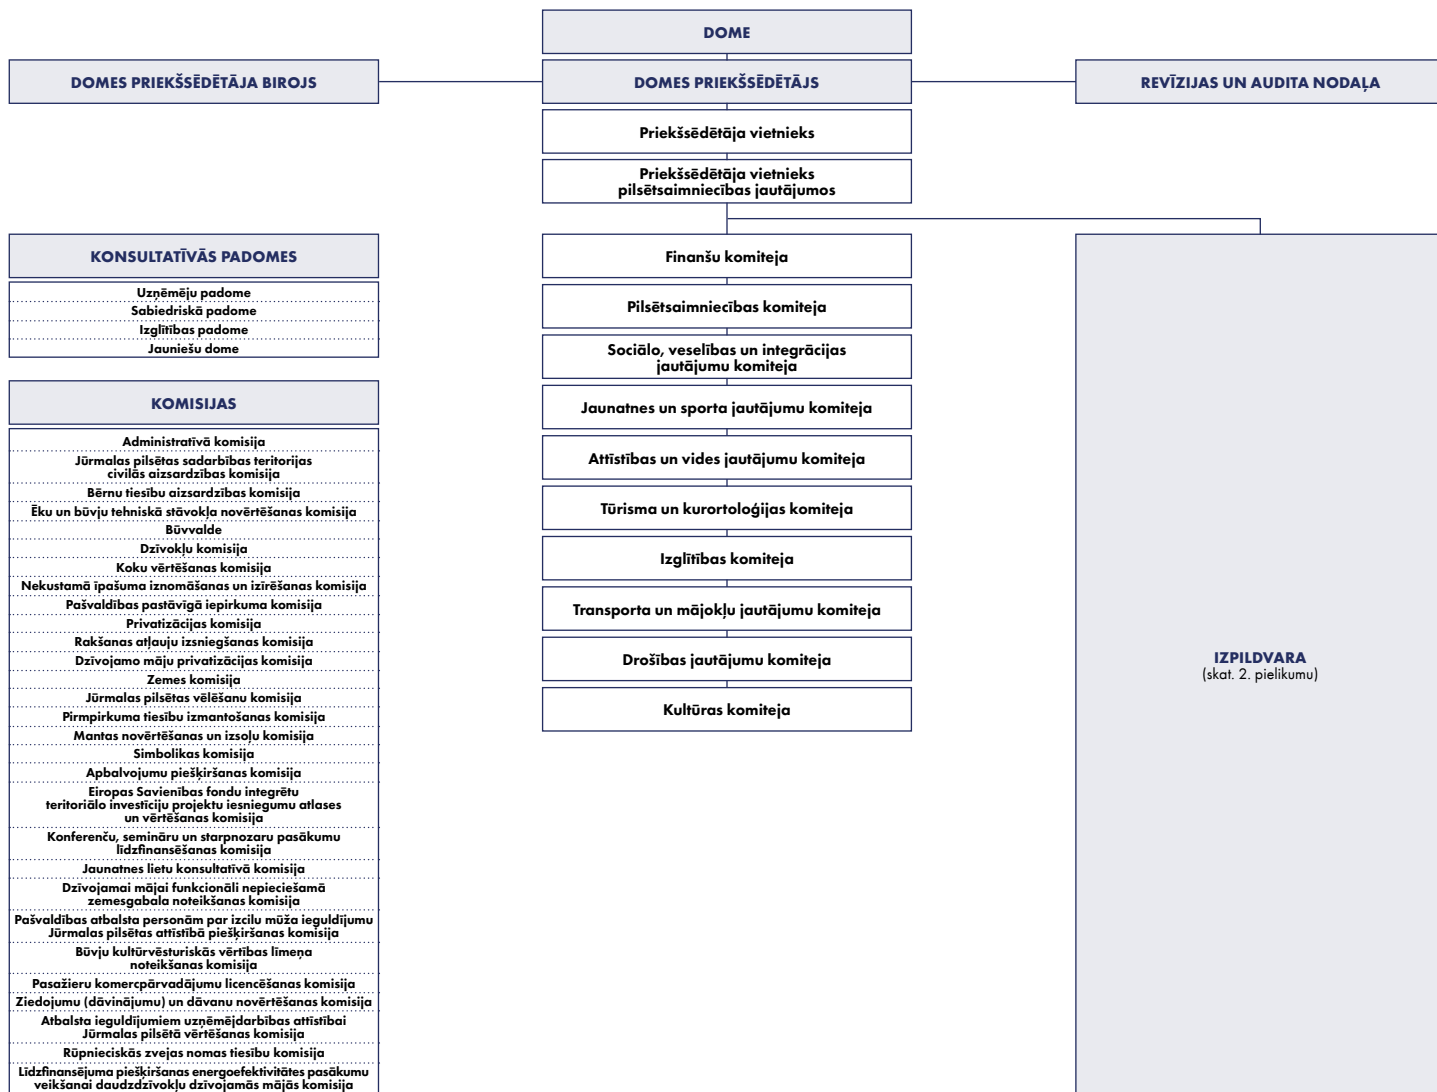 DOME
DOMES PRIEKŠSĒDĒTĀJA BIROJS
DOMES PRIEKŠSĒDĒTĀJS
REVĪZIJAS UN AUDITA NODAĻA
Priekšsēdētāja vietnieks
Priekšsēdētāja vietnieks
pilsētsaimniecības jautājumos
KONSULTATĪVĀS PADOMES
Uzņēmēju padome
Sabiedriskā padome
Izglītības padome
Jauniešu dome
KOMISIJAS
Administratīvā komisija
Jūrmalas pilsētas sadarbības teritorijas
civilās aizsardzības komisija
Bērnu tiesību aizsardzības komisija
Ēku un būvju tehniskā stāvokļa novērtēšanas komisija
Būvvalde
Dzīvokļu komisija
Koku vērtēšanas komisija
Nekustamā īpašuma iznomāšanas un izīrēšanas komisija
Pašvaldības pastāvīgā iepirkuma komisija
Privatizācijas komisija
Rakšanas atļauju izsniegšanas komisija
Dzīvojamo māju privatizācijas komisija
Zemes komisija
Jūrmalas pilsētas vēlēšanu komisija
Pirmpirkuma tiesību izmantošanas komisija
Mantas novērtēšanas un izsoļu komisija
Simbolikas komisija
Apbalvojumu piešķiršanas komisija
Eiropas Savienības fondu integrētu
teritoriālo investīciju projektu iesniegumu atlases
un vērtēšanas komisija
Konferenču, semināru un starpnozaru pasākumu
līdzfinansēšanas komisija
Jaunatnes lietu konsultatīvā komisija
Dzīvojamai mājai funkcionāli nepieciešamā
zemesgabala noteikšanas komisija
Pašvaldības atbalsta personām par izcilu mūža ieguldījumu
Jūrmalas pilsētas attīstībā piešķiršanas komisija
Būvju kultūrvēsturiskās vērtības līmeņa
noteikšanas komisija
Pasažieru komercpārvadājumu licencēšanas komisija
Ziedojumu (dāvinājumu) un dāvanu novērtēšanas komisija
Atbalsta ieguldījumiem uzņēmējdarbības attīstībai
Jūrmalas pilsētā vērtēšanas komisija
Rūpnieciskās zvejas nomas tiesību komisija
Līdzfinansējuma piešķiršanas energoefektivitātes pasākumu
veikšanai daudzdzīvokļu dzīvojamās mājās komisija
Finanšu komiteja
Pilsētsaimniecības komiteja
Sociālo, veselības un integrācijas
jautājumu komiteja
Jaunatnes un sporta jautājumu komiteja
Attīstības un vides jautājumu komiteja
Tūrisma un kurortoloģijas komiteja
Izglītības komiteja
Transporta un mājokļu jautājumu komiteja
Drošības jautājumu komiteja
Kultūras komiteja
IZPILDVARA
(skat. 2. pielikumu)